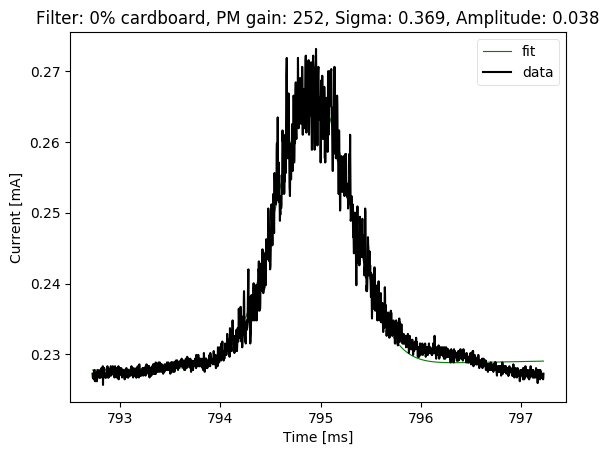 Filter: 0% cardboard, PM gain: 252, Sigma: 0.369, Amplitude: 0.038
fit
data
0.27
0.26
0.25
0.24
0.23
Current [mA]
793 794 795 796 797
Time [ms]